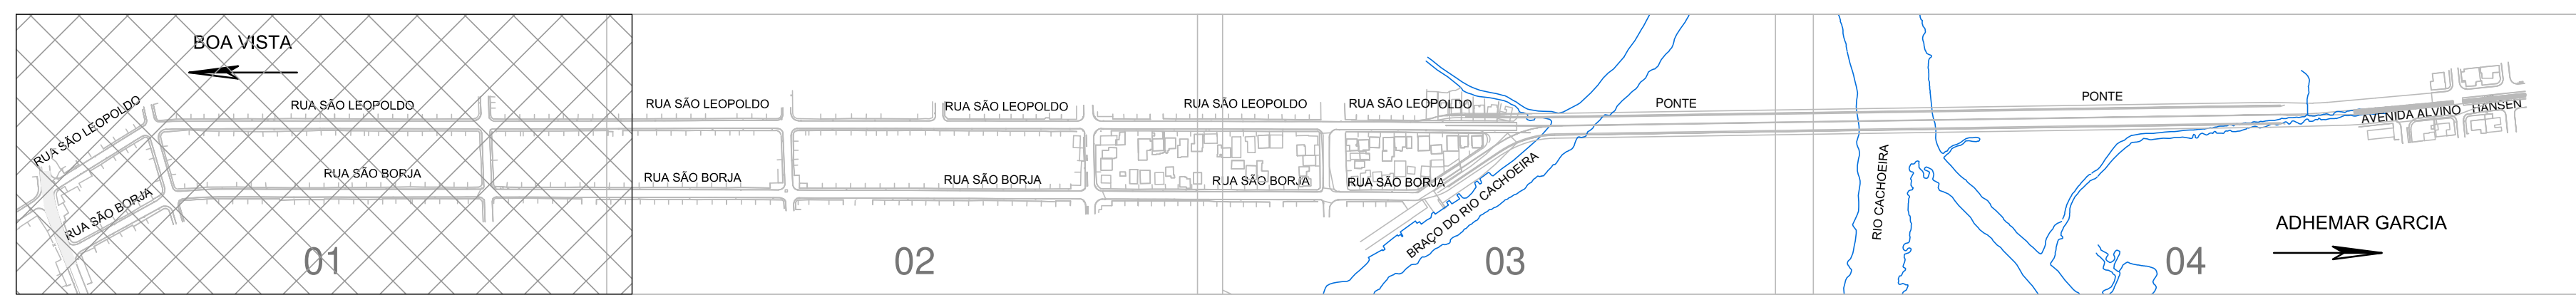 BOA VISTA
RUA SÃO LEOPOLDO
RUA SÃO LEOPOLDO
RUA SÃO LEOPOLDO
RUA SÃO LEOPOLDO
RUA SÃO LEOPOLDO
RUA SÃO LEOPOLDO
PONTE
PONTE
AVENIDA ALVINO HANSEN
RUA SÃO BORJA
RUA SÃO BORJA
RUA SÃO BORJA
RUA SÃO BORJA
RUA SÃO BORJA
RUA SÃO BORJA
BRAÇO DO RIO CACHOEIRA
RIO CACHOEIRA
ADHEMAR GARCIA
01
02
03
04